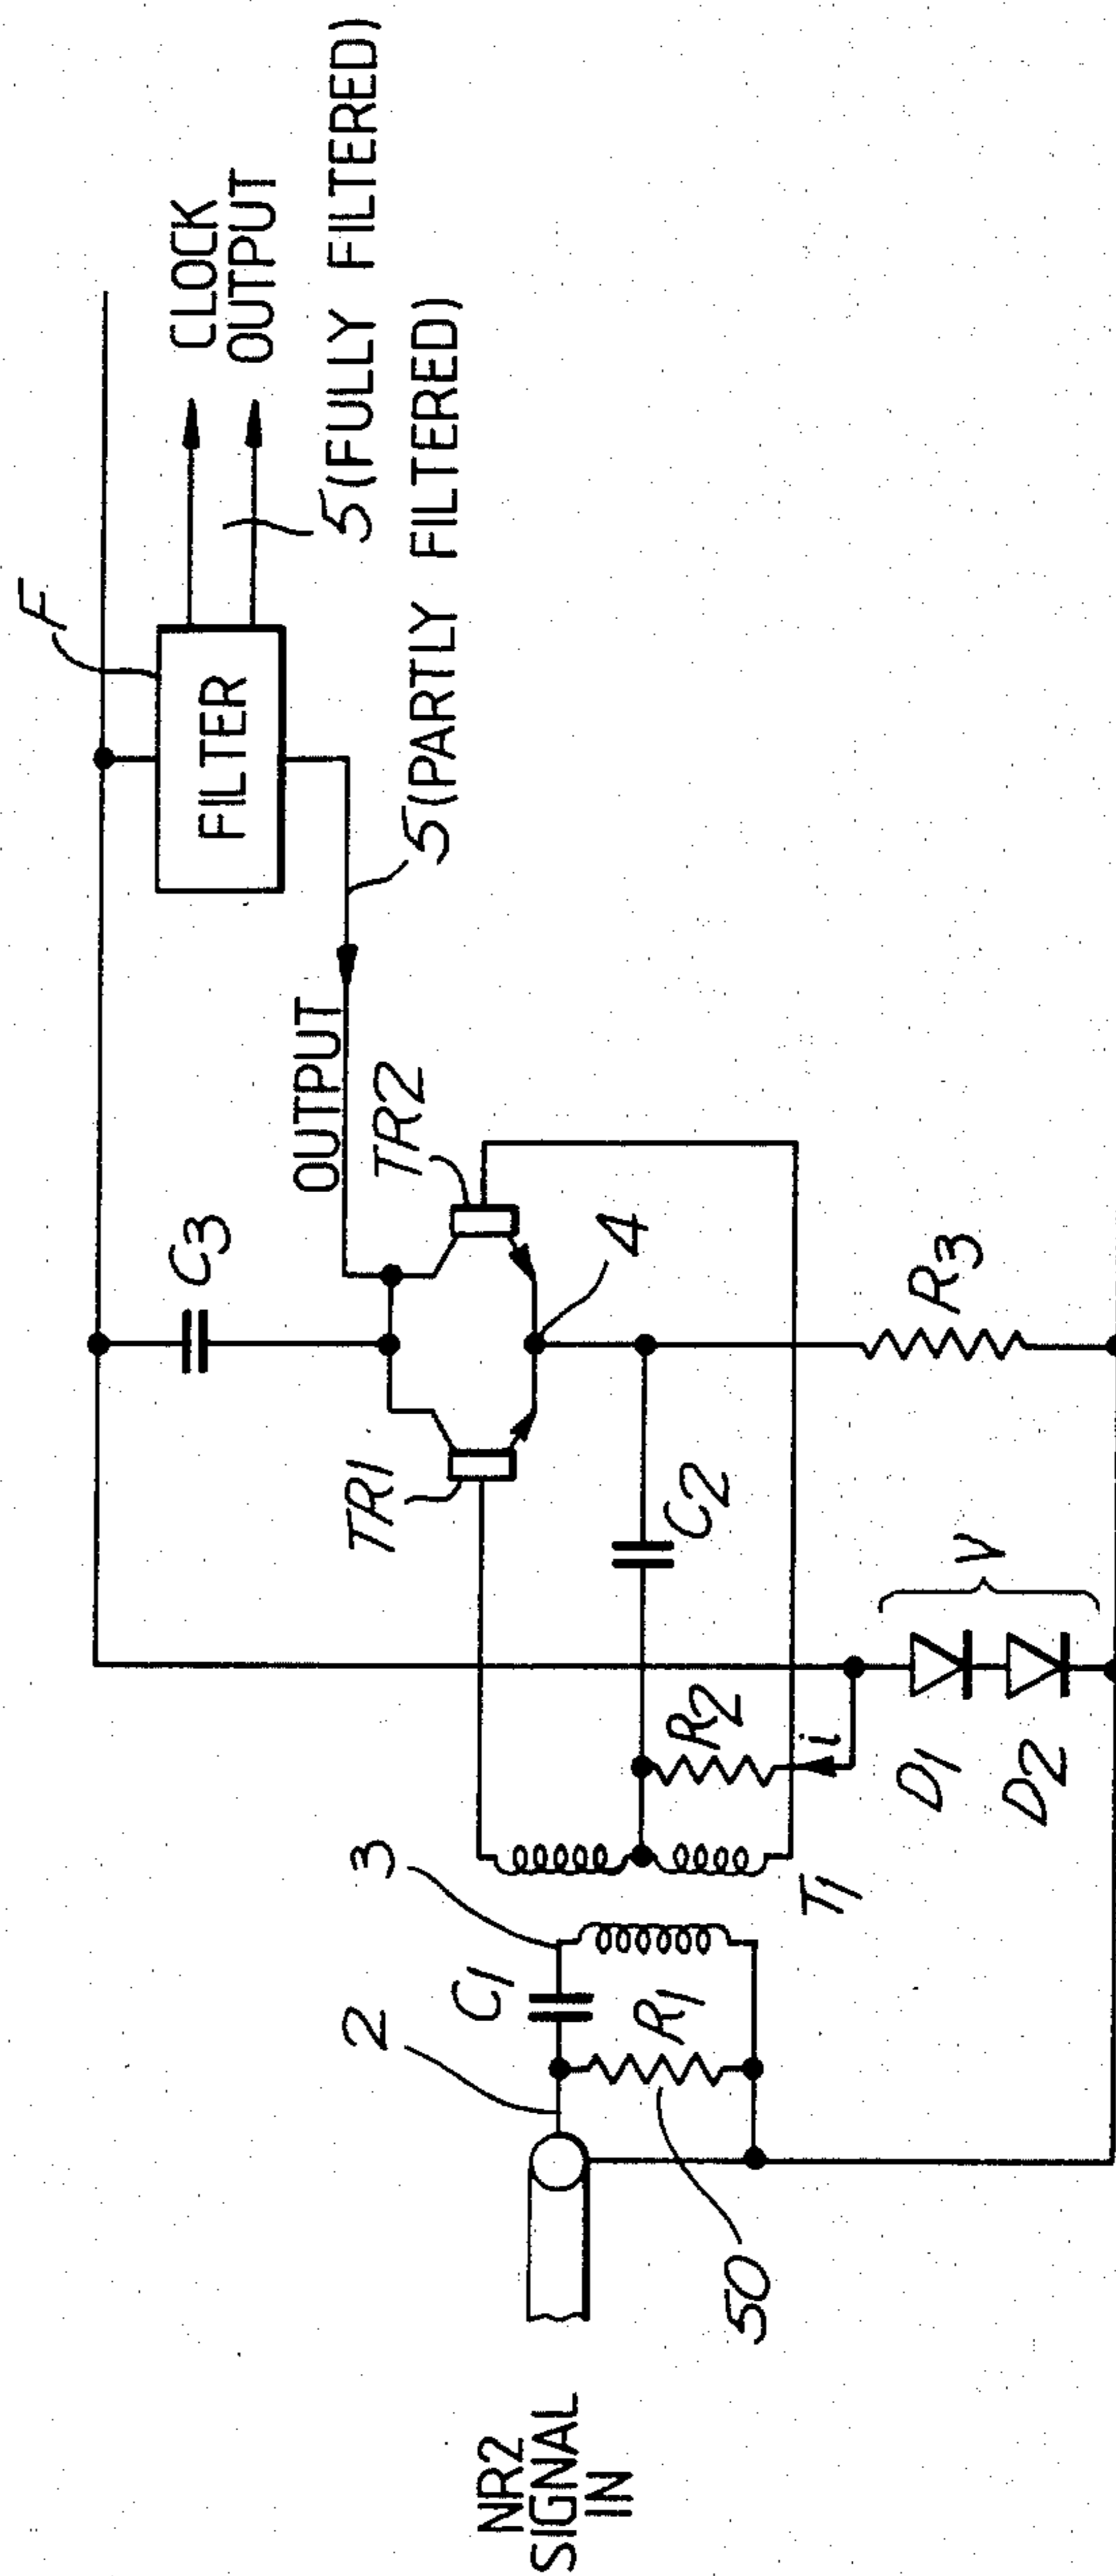 NR2
SIGNAL
IN
50
2
C1
R1
3
T1
R2
i
D1
D2
V
C2
TR1
C3
4
R3
TR2
OUTPUT
F
FILTER
5(PARTLY FILTERED)
5(FULLY FILTERED)
CLOCK
OUTPUT